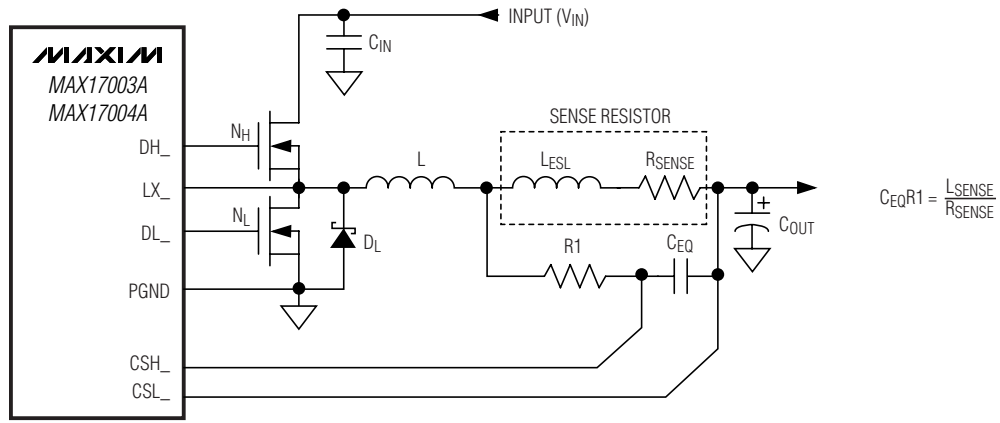 INPUT (VIN)
CIN
MAXIM
MAX17003A
MAX17004A
NH
DH_
SENSE RESISTOR
L
LESL
RSENSE
LX_
NL
DL_
DL
+
COUT
CEQR1 = LSENSE
RSENSE
R1
CEQ
PGND
CSH_
CSL_